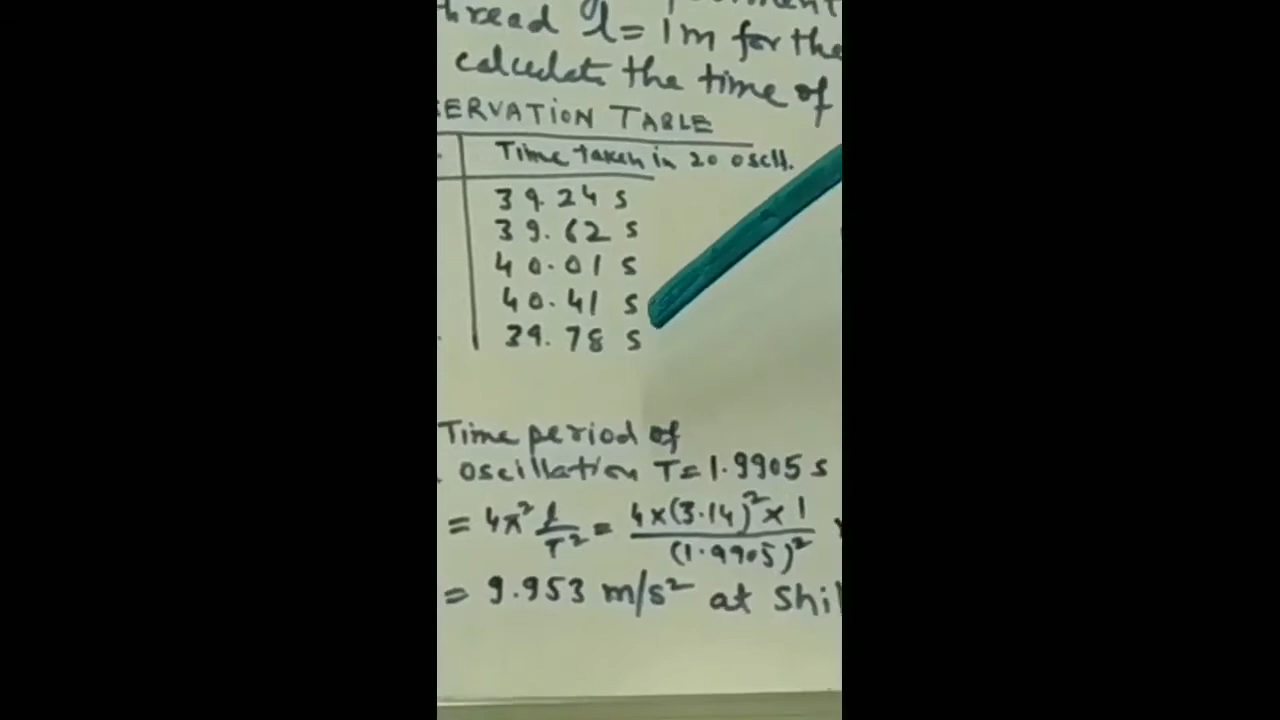 thread l = 1m for the
calculate the time of
ERVATION TABLE
Time taken in 20 oscll.
39.24 s
39.62 s
40.01 s
40.41 s
39.78 s
Time period of
oscillation T = 1.9905 s
= 4π² l/T² = 4×(3.14)²×1/(1.9905)²
= 9.953 m/s² at Shil